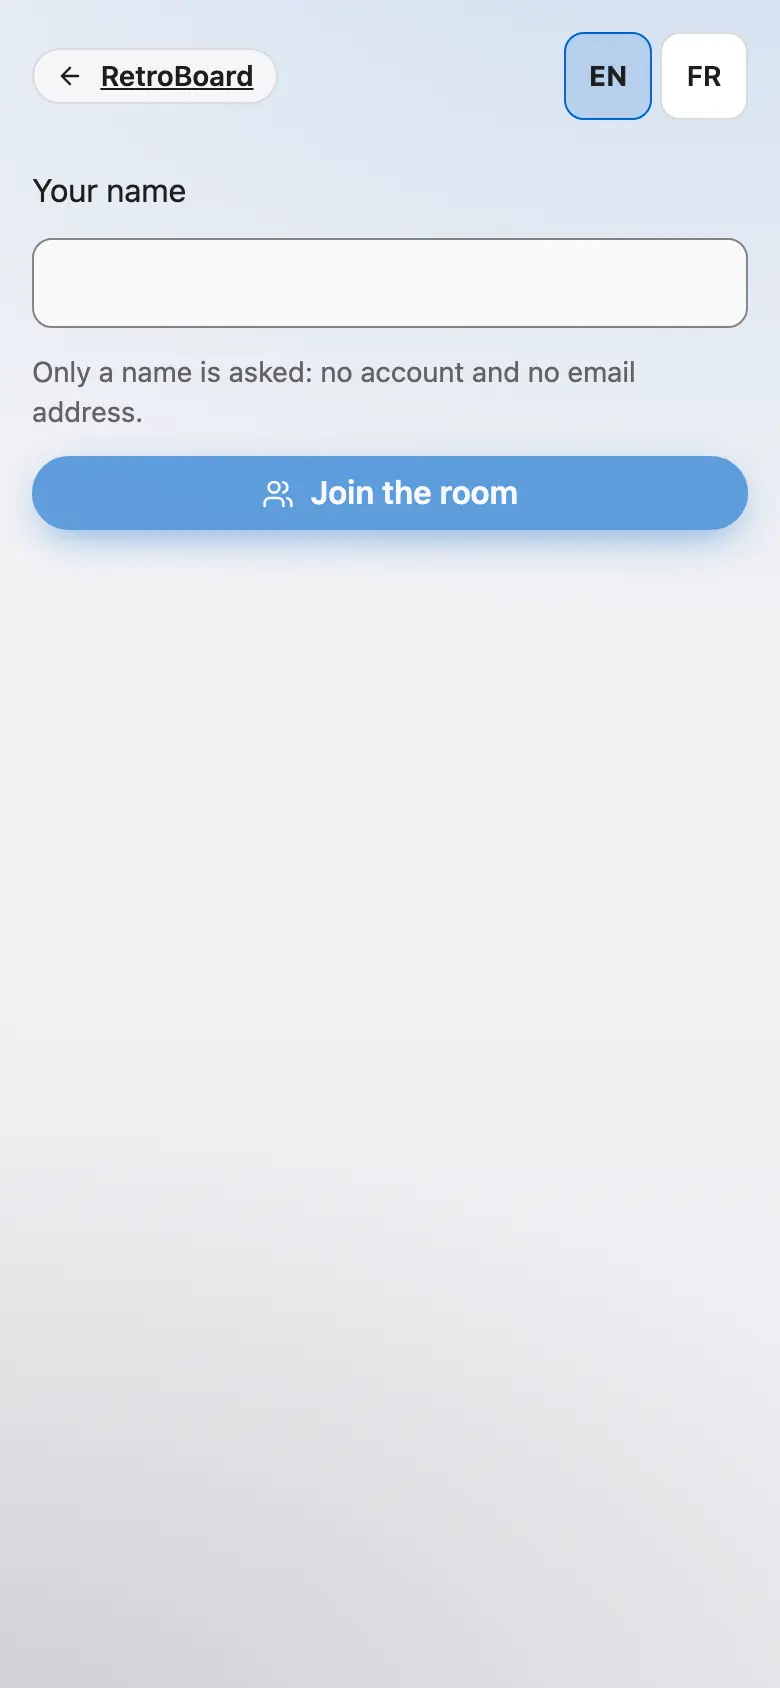 RetroBoard
EN
FR
Your name
Only a name is asked: no account and no email
address.
Join the room